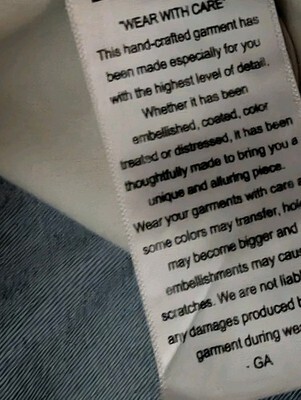 "WEAR WITH CARE"
This hand-crafted garment has
been made especially for you
with the highest level of detail.
Whether it has been
embellished, coated, color
treated or distressed, it has been
thoughtfully made to bring you a
unique and alluring piece.
Wear your garments with care a
some colors may transfer, hole
may become bigger and
embellishments may caus
scratches. We are not liabl
any damages produced b
garment during wea
- GA